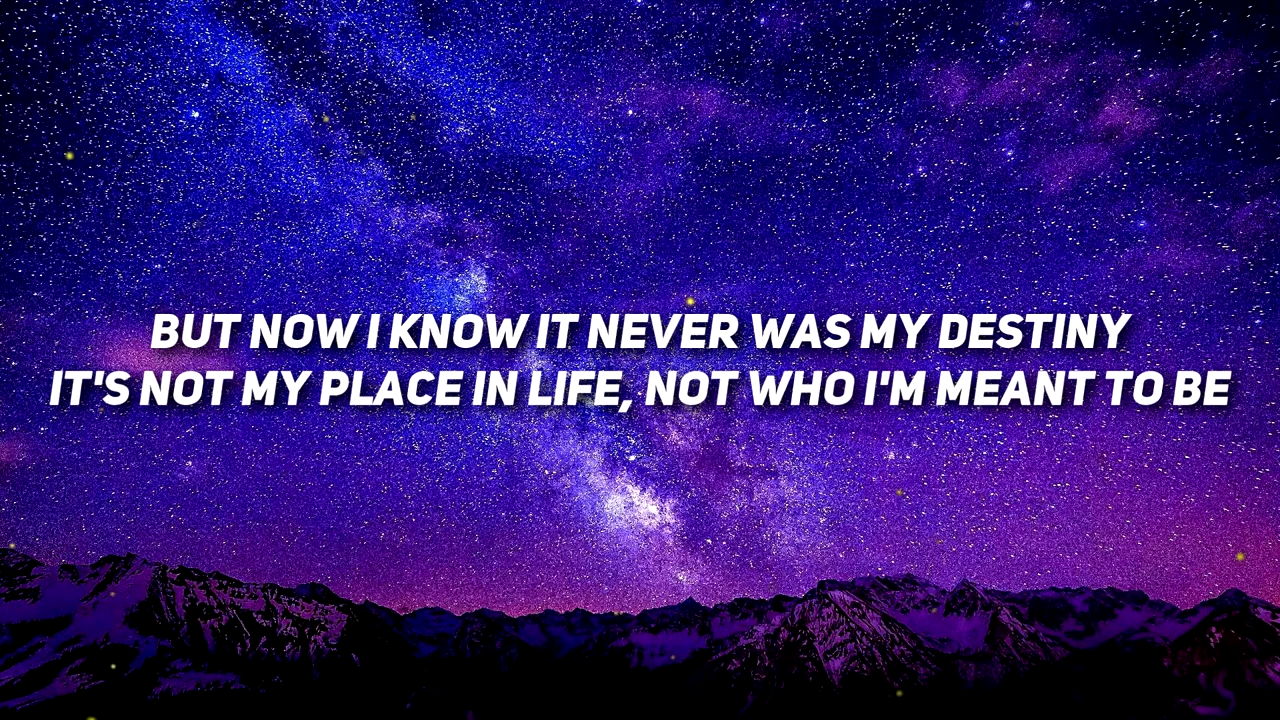 BUT NOW I KNOW IT NEVER WAS MY DESTINY
IT'S NOT MY PLACE IN LIFE, NOT WHO I'M MEANT TO BE